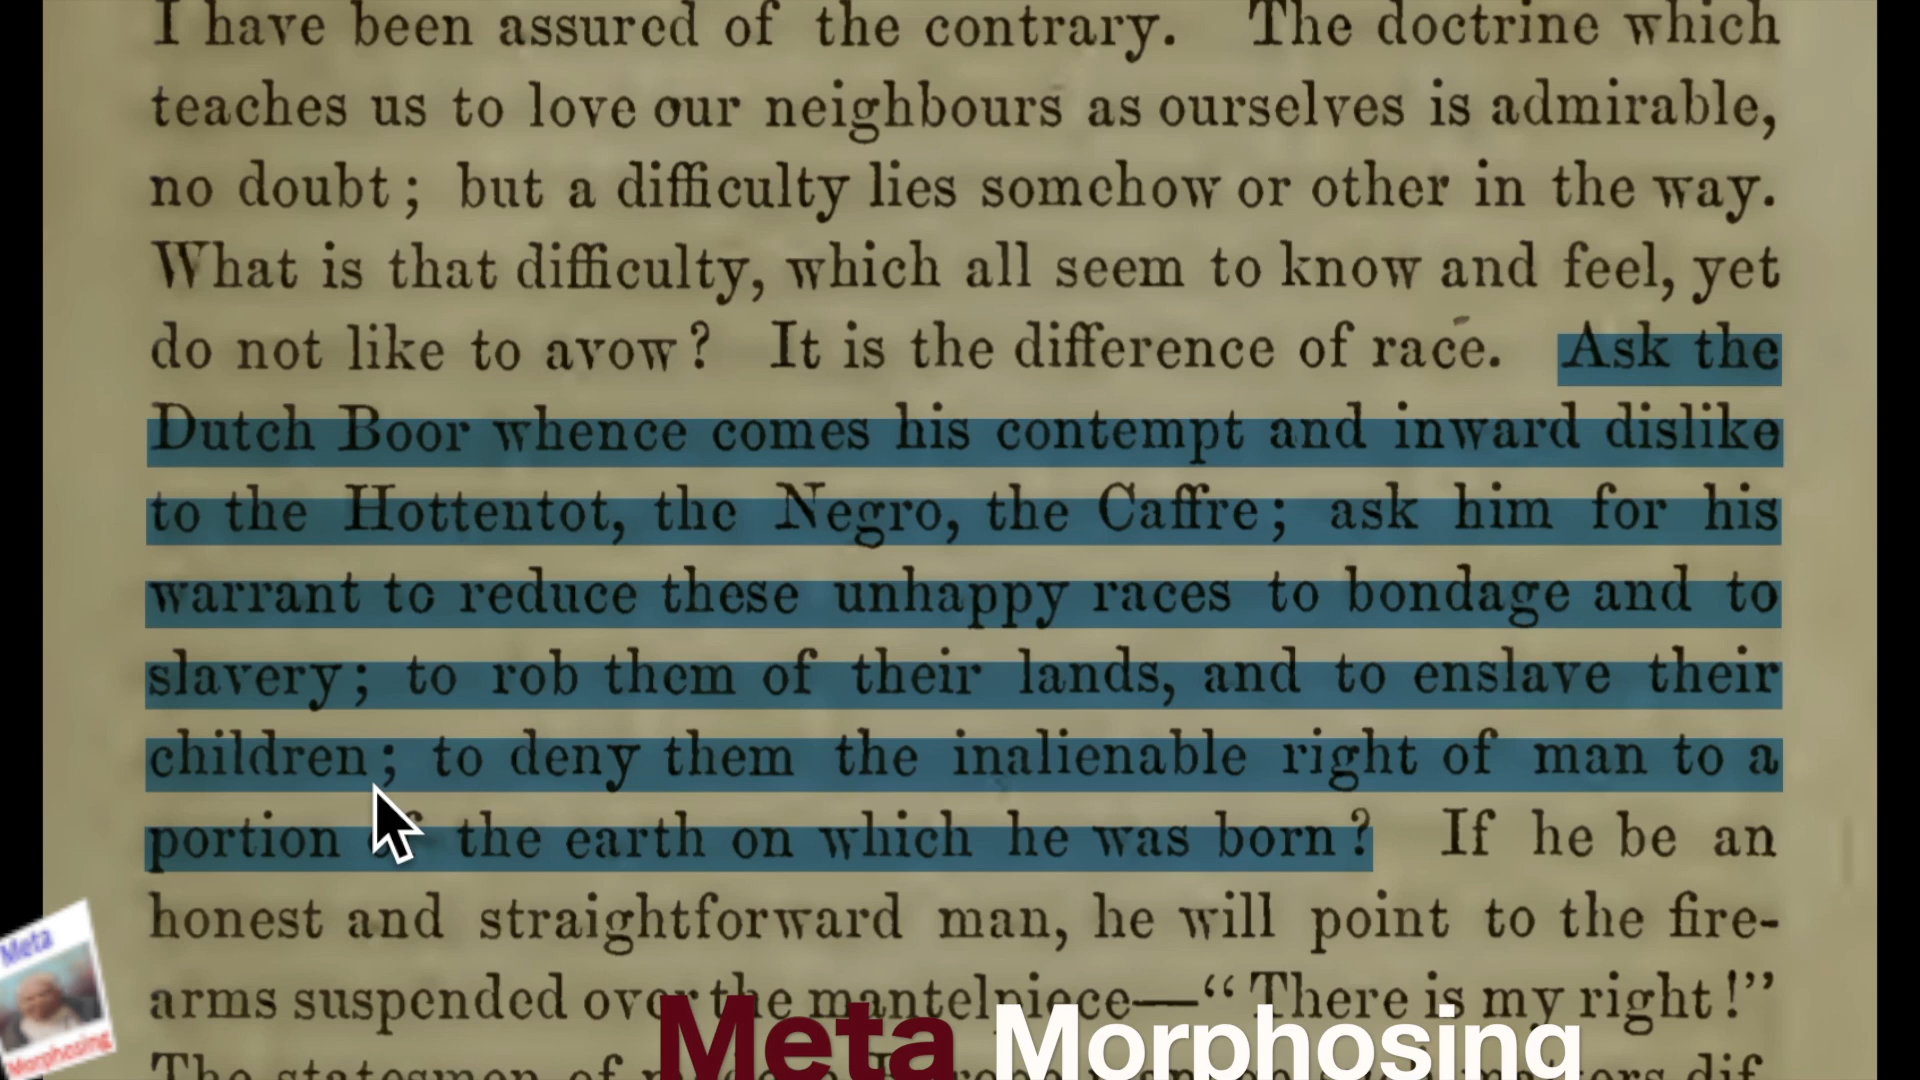 I have been assured of the contrary. The doctrine which
teaches us to love our neighbours as ourselves is admirable,
no doubt; but a difficulty lies somehow or other in the way.
What is that difficulty, which all seem to know and feel, yet
do not like to avow? It is the difference of race. Ask the
Dutch Boor whence comes his contempt and inward dislike
to the Hottentot, the Negro, the Caffre; ask him for his
warrant to reduce these unhappy races to bondage and to
slavery; to rob them of their lands, and to enslave their
children; to deny them the inalienable right of man to a
portion of the earth on which he was born? If he be an
honest and straightforward man, he will point to the fire-
arms suspended over the mantelpiece—“There is my right!”
The statesmen of
Meta Morphosing
Meta
Morphosing